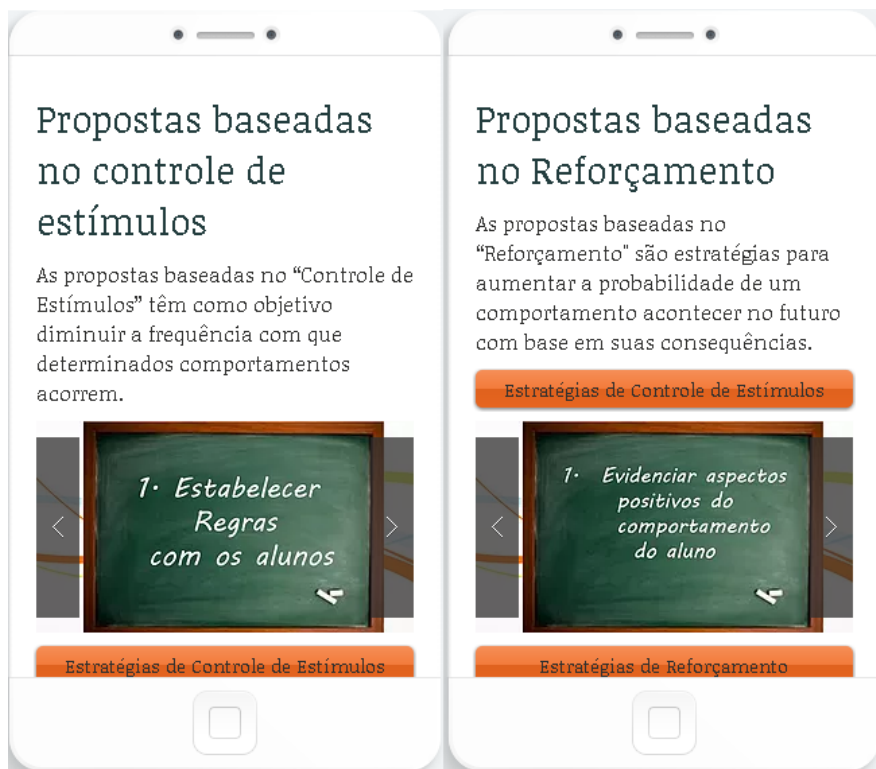 Propostas baseadas
no controle de
estímulos
As propostas baseadas no “Controle de
Estímulos” têm como objetivo
diminuir a frequência com que
determinados comportamentos
acorrem.
1. Estabelecer
Regras
com os alunos
Estratégias de Controle de Estímulos
Propostas baseadas
no Reforçamento
As propostas baseadas no
“Reforçamento" são estratégias para
aumentar a probabilidade de um
comportamento acontecer no futuro
com base em suas consequências.
Estratégias de Controle de Estímulos
1. Evidenciar aspectos
positivos do
comportamento
do aluno
Estratégias de Reforçamento